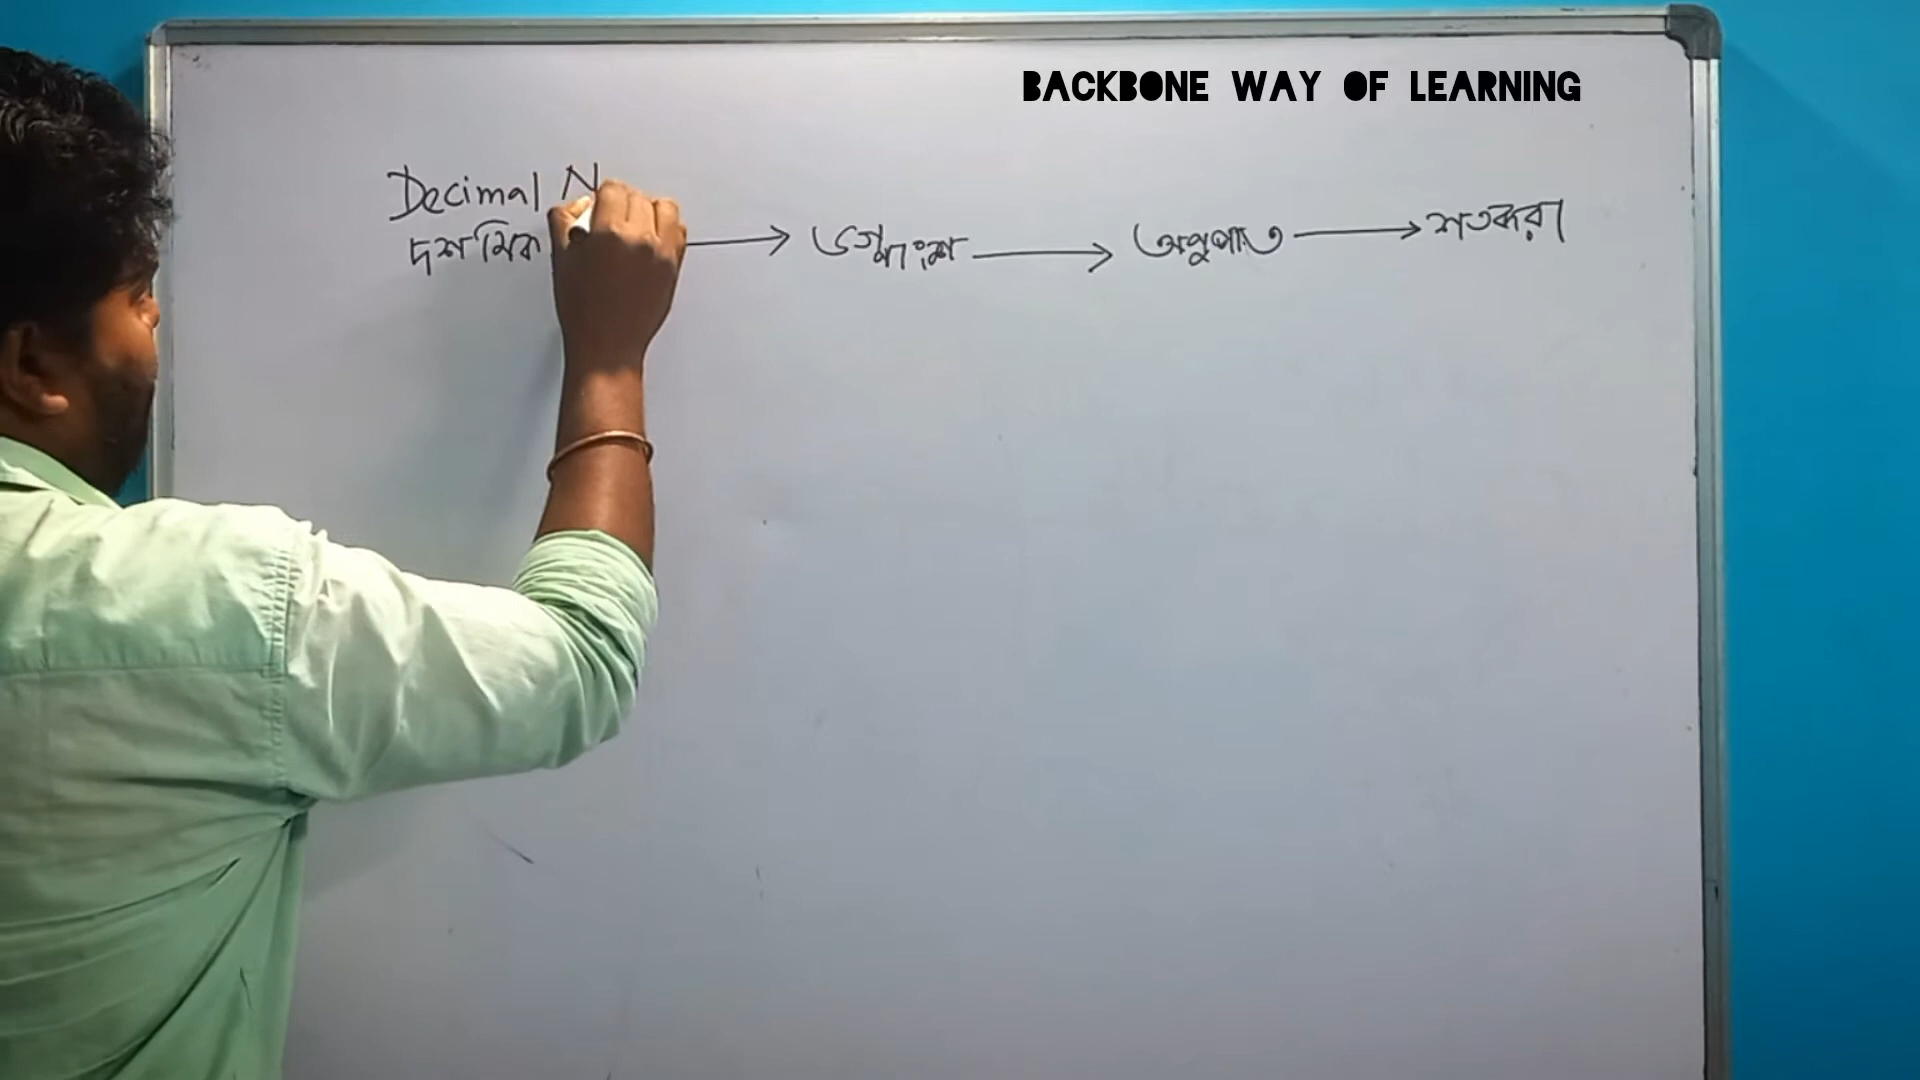 BACKBONE WAY OF LEARNING
Decimal N
দশমিক → ভগ্নাংশ → অনুপাত → শতকরা